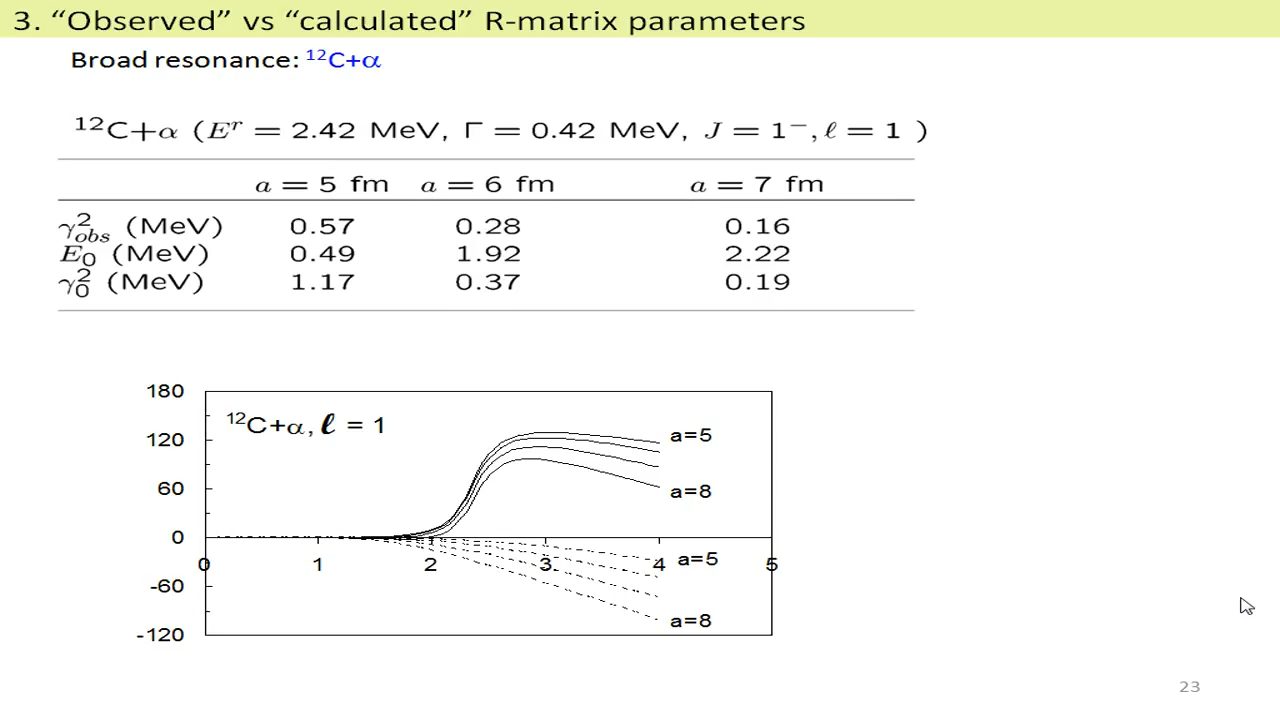 3. “Observed” vs “calculated” R-matrix parameters
Broad resonance: ¹²C+α
¹²C+α (Eʳ = 2.42 MeV, Γ = 0.42 MeV, J = 1⁻, ℓ = 1 )
a = 5 fm a = 6 fm a = 7 fm
γ²obs (MeV) 0.57 0.28 0.16
E₀ (MeV) 0.49 1.92 2.22
γ²₀ (MeV) 1.17 0.37 0.19
180
¹²C+α, ℓ = 1
120
a=5
60
a=8
0
0 1 2 3 4 5
a=5
-60
a=8
-120
23